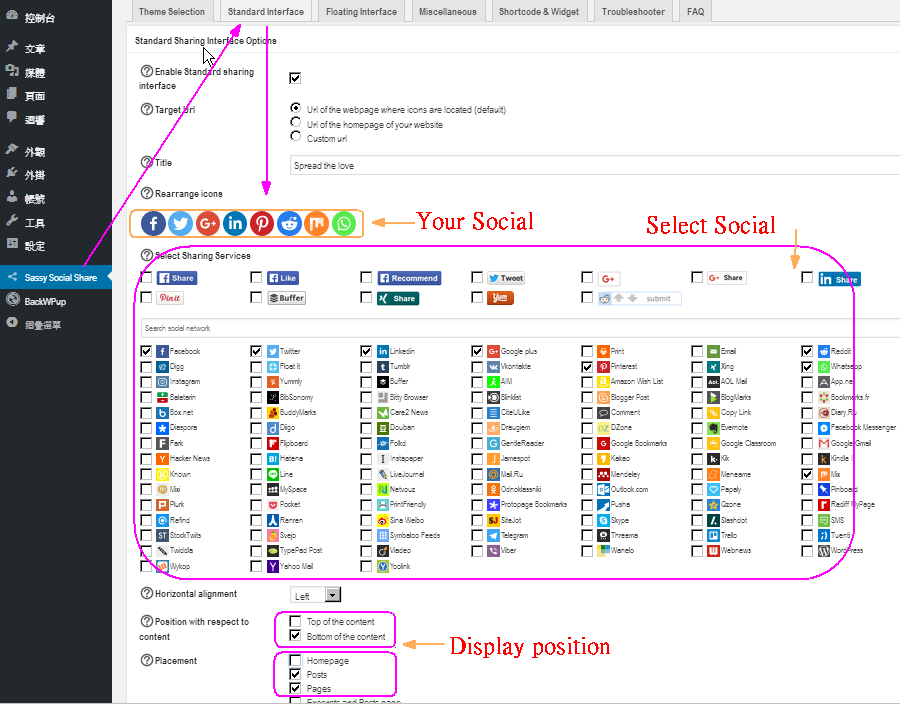 Theme Selection Standard Interface Floating Interface Miscellaneous Shortcode & Widget Troubleshooter FAQ
控制台
文章
媒體
頁面
迴響
外觀
外掛
帳號
工具
設定
Sassy Social Share
BackWPup
摺疊選單
Standard Sharing Interface Options
Enable Standard sharing interface
Target Url
Url of the webpage where icons are located (default)
Url of the homepage of your website
Custom url
Title Spread the love
Rearrange icons
Your Social
Select Social
Select Sharing Services
Share Like Recommend Tweet G+ G+ Share in Share
Pinit Buffer Share submit
Search social network
Facebook Twitter Linkedin Google plus Print Email Reddit
Digg Float it Tumblr Vkontakte Pinterest Xing Whatsapp
Instagram Yummly Buffer AIM Amazon Wish List AOL Mail App.net
Balatarin BibSonomy Bitty Browser Blinklist Blogger Post BlogMarks Bookmarks.fr
Box.net BuddyMarks Care2 News CiteULike Comment Copy Link Diary.Ru
Diaspora Diigo Douban Draugiem DZone Evernote Facebook Messenger
Fark Flipboard Folkd GentleReader Google Bookmarks Google Classroom Google Gmail
Hacker News Hatena Instapaper Jamespot Kakao Kik Kindle It
Known Line LiveJournal Mail.Ru Mendeley Meneame Mix
Mixi MySpace Netvouz Odnoklassniki Outlook.com Papaly Pinboard
Plurk Pocket PrintFriendly Protopage Bookmarks Pusha Qzone Rediff MyPage
Refind Renren Sina Weibo SiteJot Skype Slashdot SMS
StockTwits Svejo Symbaloo Feeds Telegram Threema Trello Tuenti
Twiddla TypePad Post Viadeo Viber Wanelo Webnews WordPress
Wykop Yahoo Mail Yoolink
Horizontal alignment Left
Position with respect to content
Top of the content
Bottom of the content
Display position
Placement
Homepage
Posts
Pages
Excerpts and Posts page